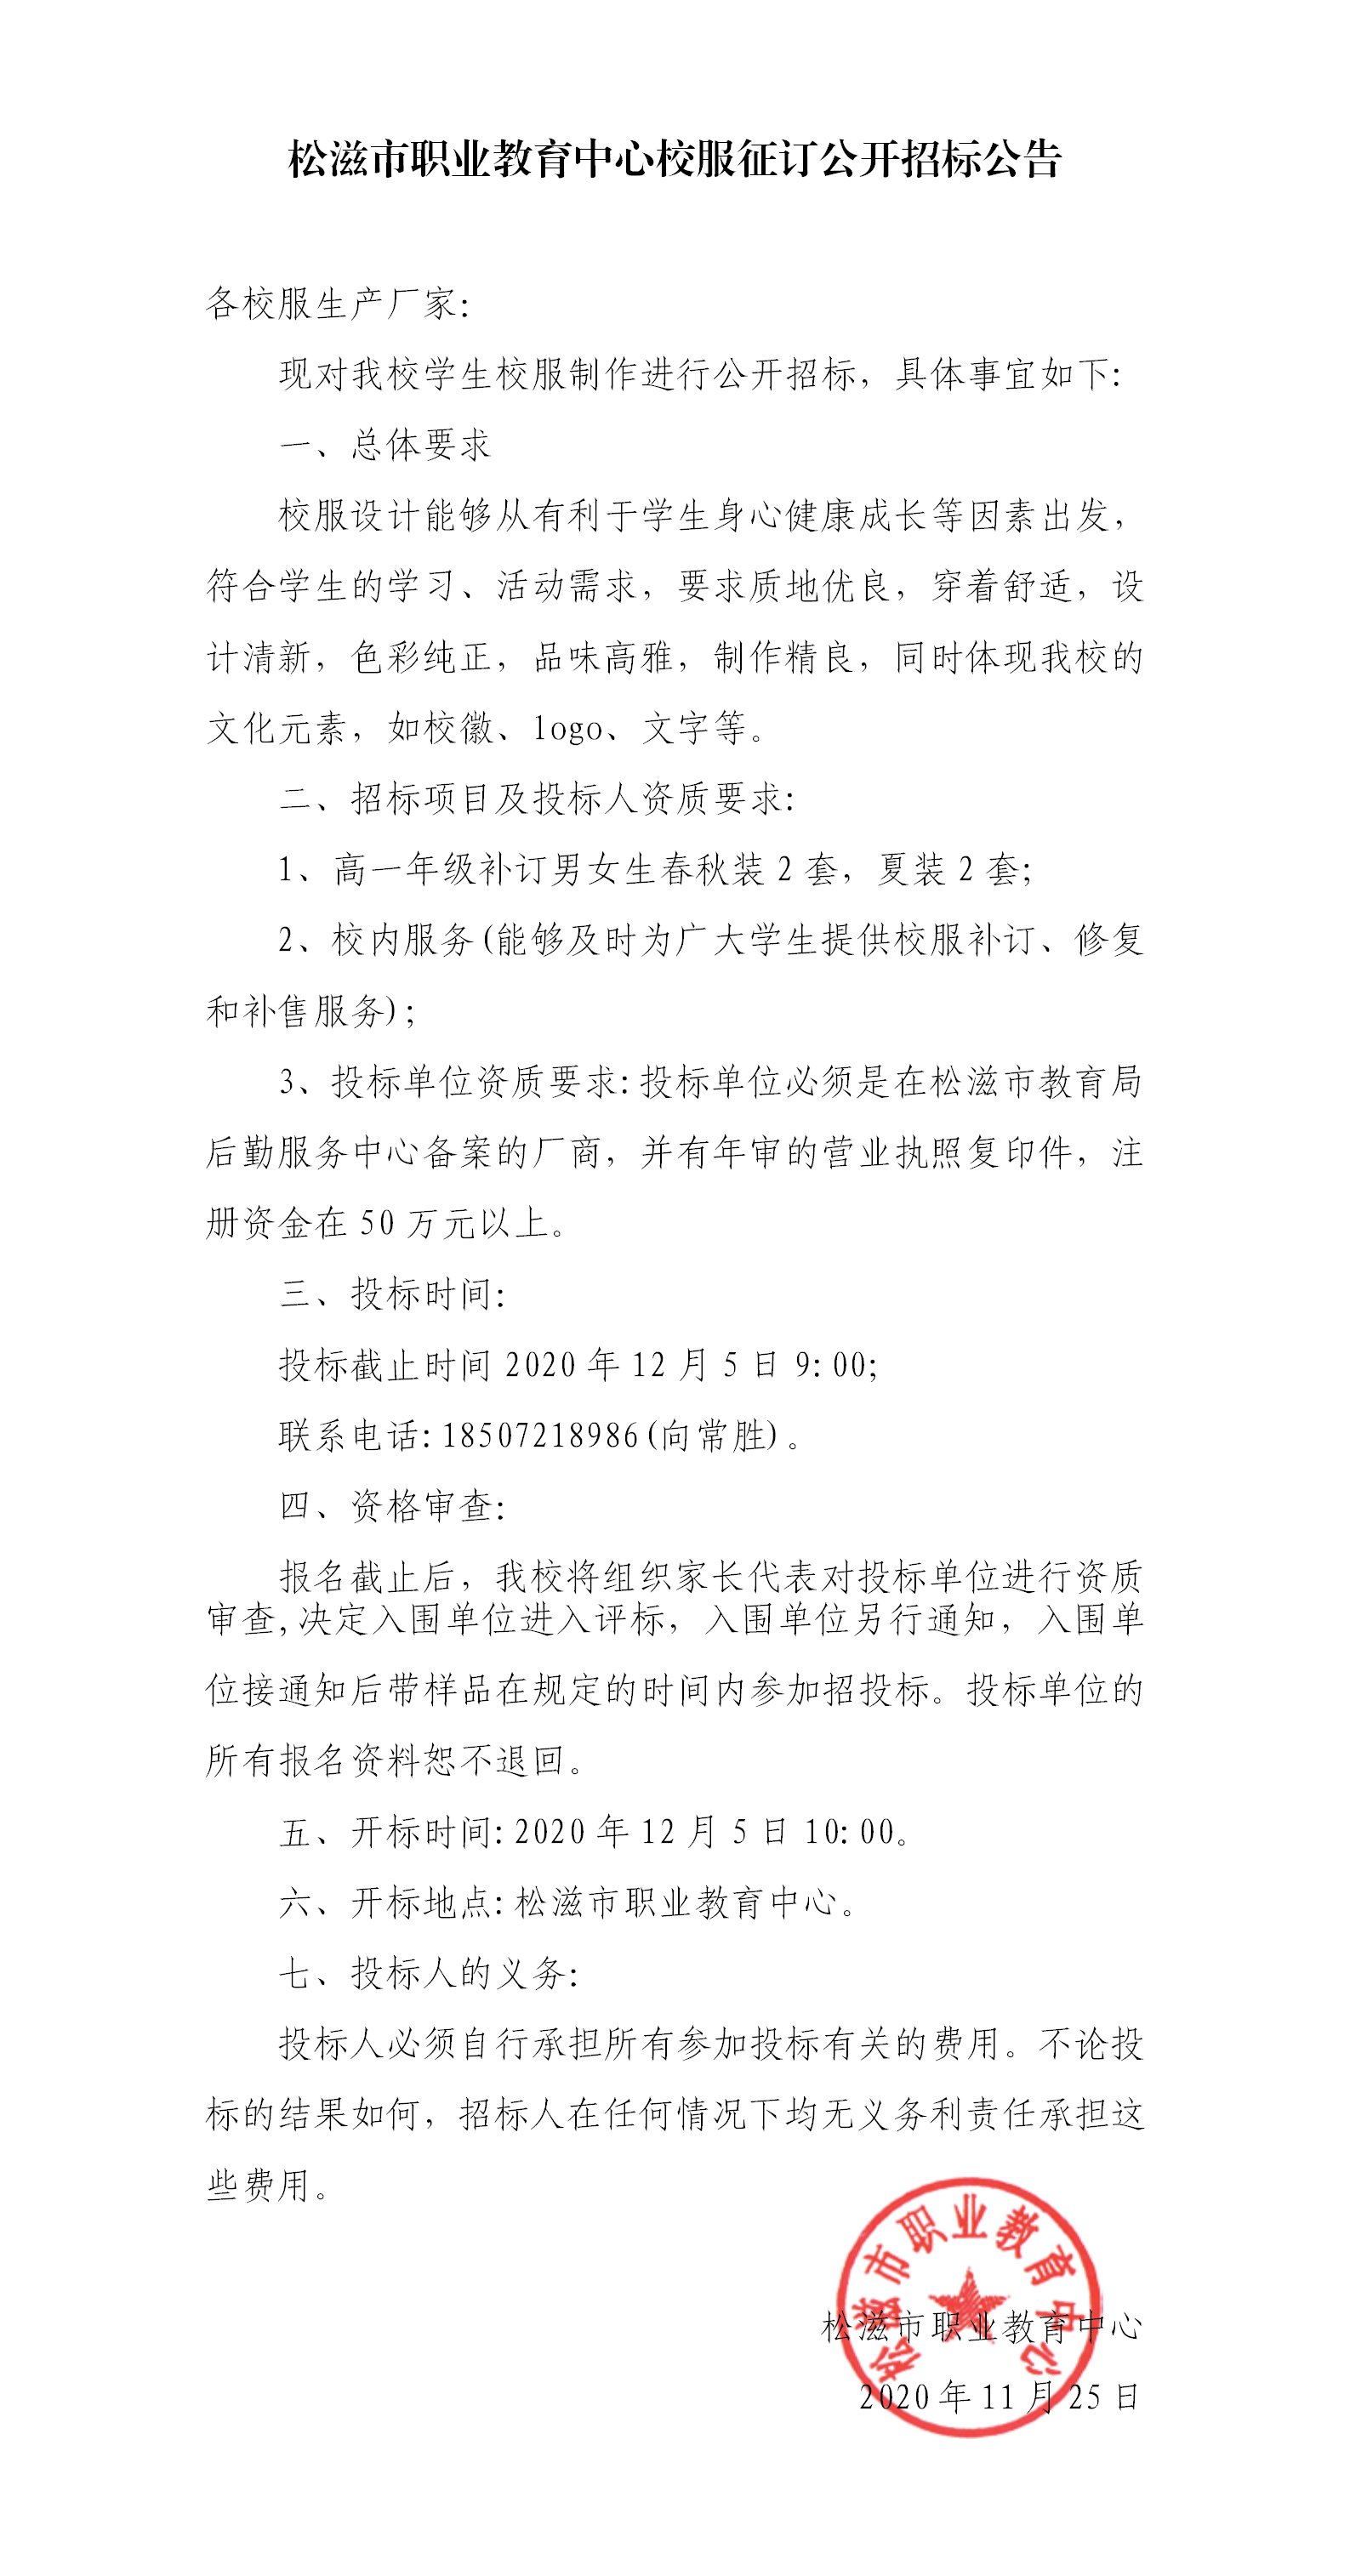 松滋市职业教育中心校服征订公开招标公告
各校服生产厂家:
现对我校学生校服制作进行公开招标，具体事宜如下:
一、总体要求
校服设计能够从有利于学生身心健康成长等因素出发，
符合学生的学习、活动需求，要求质地优良，穿着舒适，设
计清新，色彩纯正，品味高雅，制作精良，同时体现我校的
文化元素，如校徽、logo、文字等。
二、招标项目及投标人资质要求:
1、高一年级补订男女生春秋装 2 套，夏装 2 套;
2、校内服务(能够及时为广大学生提供校服补订、修复
和补售服务);
3、投标单位资质要求:投标单位必须是在松滋市教育局
后勤服务中心备案的厂商，并有年审的营业执照复印件，注
册资金在 50 万元以上。
三、投标时间:
投标截止时间 2020 年 12 月 5 日 9: 00;
联系电话: 18507218986(向常胜)。
四、资格审查:
报名截止后，我校将组织家长代表对投标单位进行资质
审查,决定入围单位进入评标，入围单位另行通知，入围单
位接通知后带样品在规定的时间内参加招投标。投标单位的
所有报名资料恕不退回。
五、开标时间: 2020 年 12 月 5 日 10: 00。
六、开标地点: 松滋市职业教育中心。
七、投标人的义务:
投标人必须自行承担所有参加投标有关的费用。不论投
标的结果如何，招标人在任何情况下均无义务利责任承担这
些费用。
松滋市职业教育中心
松滋市职业教育中心
2020 年 11 月 25 日